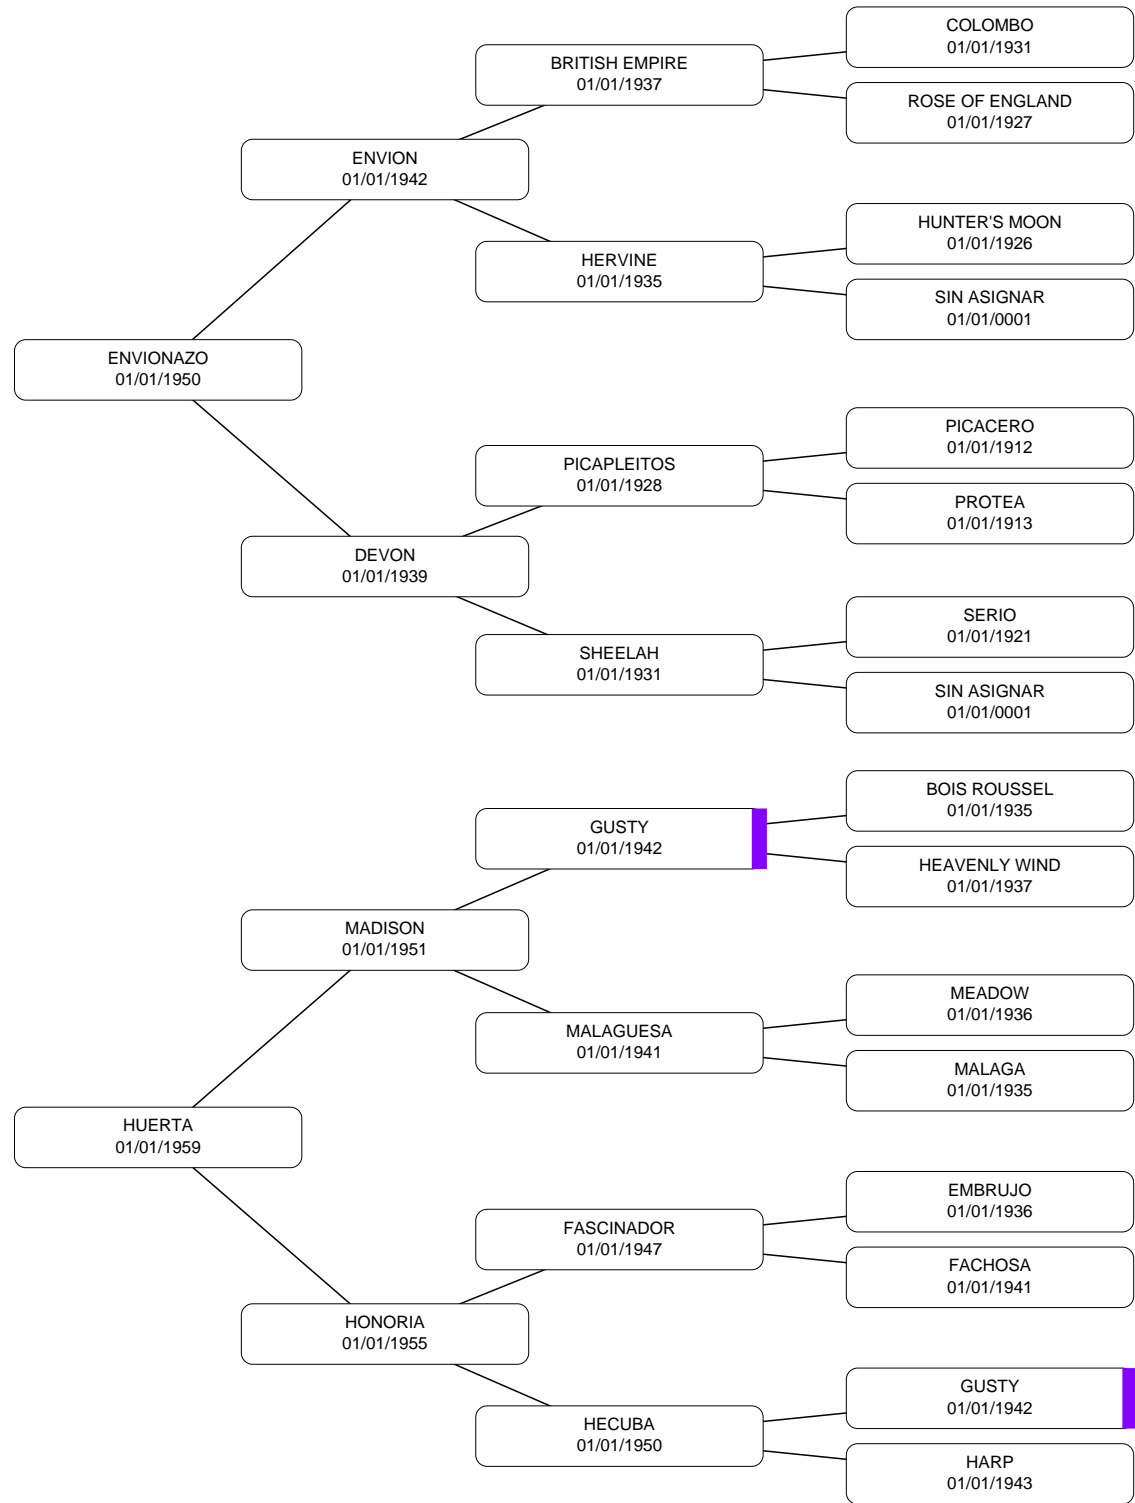 COLOMBO
01/01/1931
BRITISH EMPIRE
01/01/1937
ROSE OF ENGLAND
01/01/1927
ENVION
01/01/1942
HUNTER'S MOON
01/01/1926
HERVINE
01/01/1935
SIN ASIGNAR
01/01/0001
ENVIONAZO
01/01/1950
PICACERO
01/01/1912
PICAPLEITOS
01/01/1928
PROTEA
01/01/1913
DEVON
01/01/1939
SERIO
01/01/1921
SHEELAH
01/01/1931
SIN ASIGNAR
01/01/0001
BOIS ROUSSEL
01/01/1935
GUSTY
01/01/1942
HEAVENLY WIND
01/01/1937
MADISON
01/01/1951
MEADOW
01/01/1936
MALAGUESA
01/01/1941
MALAGA
01/01/1935
HUERTA
01/01/1959
EMBRUJO
01/01/1936
FASCINADOR
01/01/1947
FACHOSA
01/01/1941
HONORIA
01/01/1955
GUSTY
01/01/1942
HECUBA
01/01/1950
HARP
01/01/1943